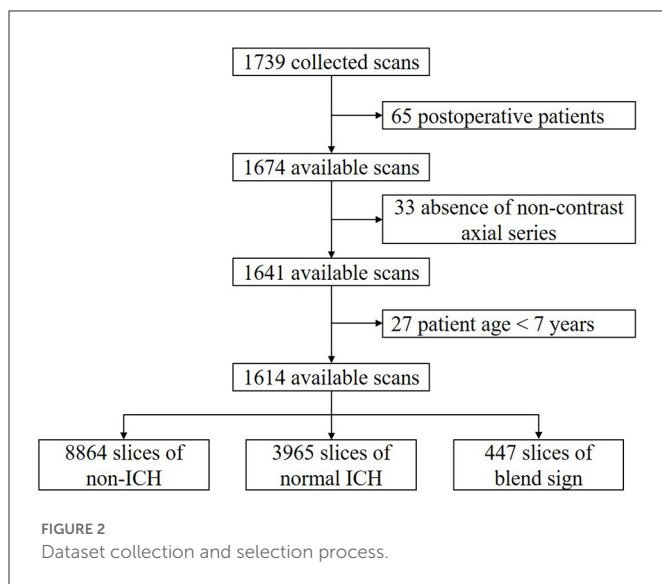 1739 collected scans
65 postoperative patients
1674 available scans
33 absence of non-contrast
axial series
1641 available scans
27 patient age < 7 years
1614 available scans
8864 slices of
non-ICH
3965 slices of
normal ICH
447 slices of
blend sign
FIGURE 2
Dataset collection and selection process.